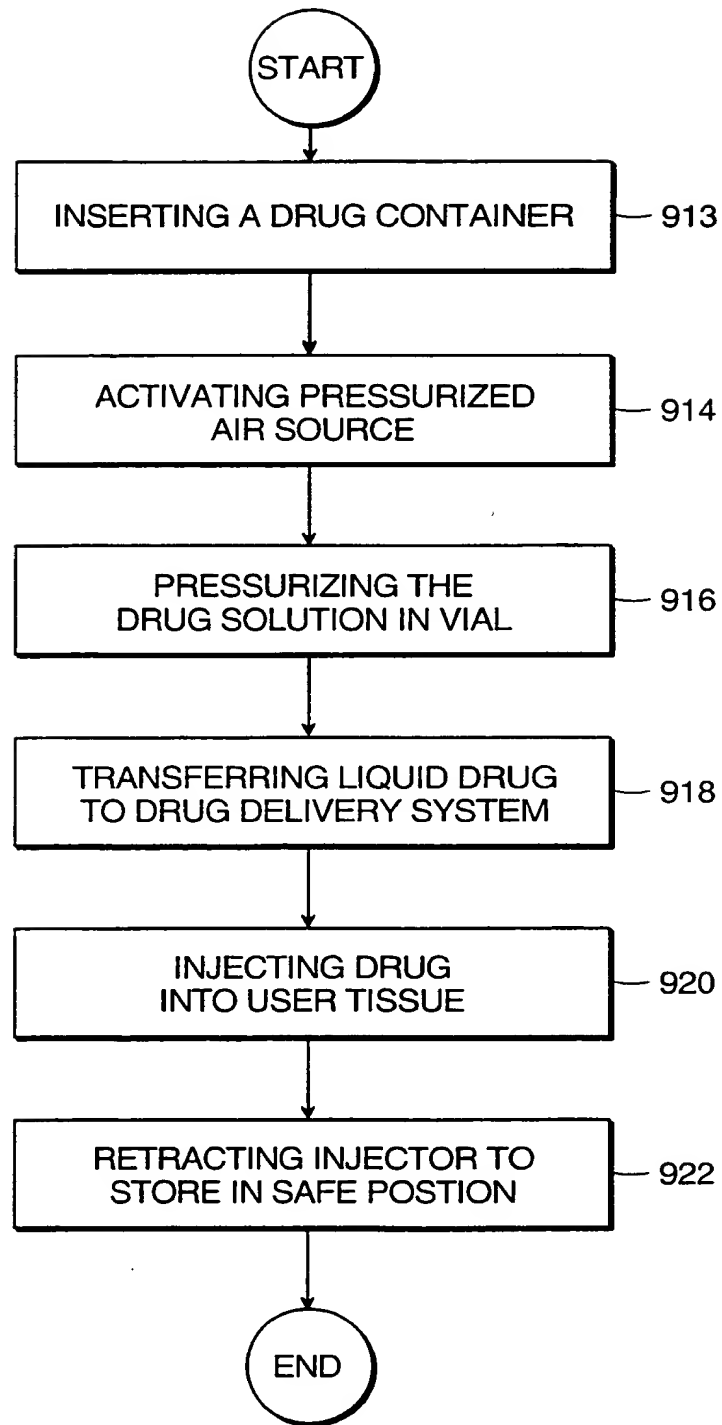 START
INSERTING A DRUG CONTAINER
913
ACTIVATING PRESSURIZED
AIR SOURCE
914
PRESSURIZING THE
DRUG SOLUTION IN VIAL
916
TRANSFERRING LIQUID DRUG
TO DRUG DELIVERY SYSTEM
918
INJECTING DRUG
INTO USER TISSUE
920
RETRACTING INJECTOR TO
STORE IN SAFE POSTION
922
END